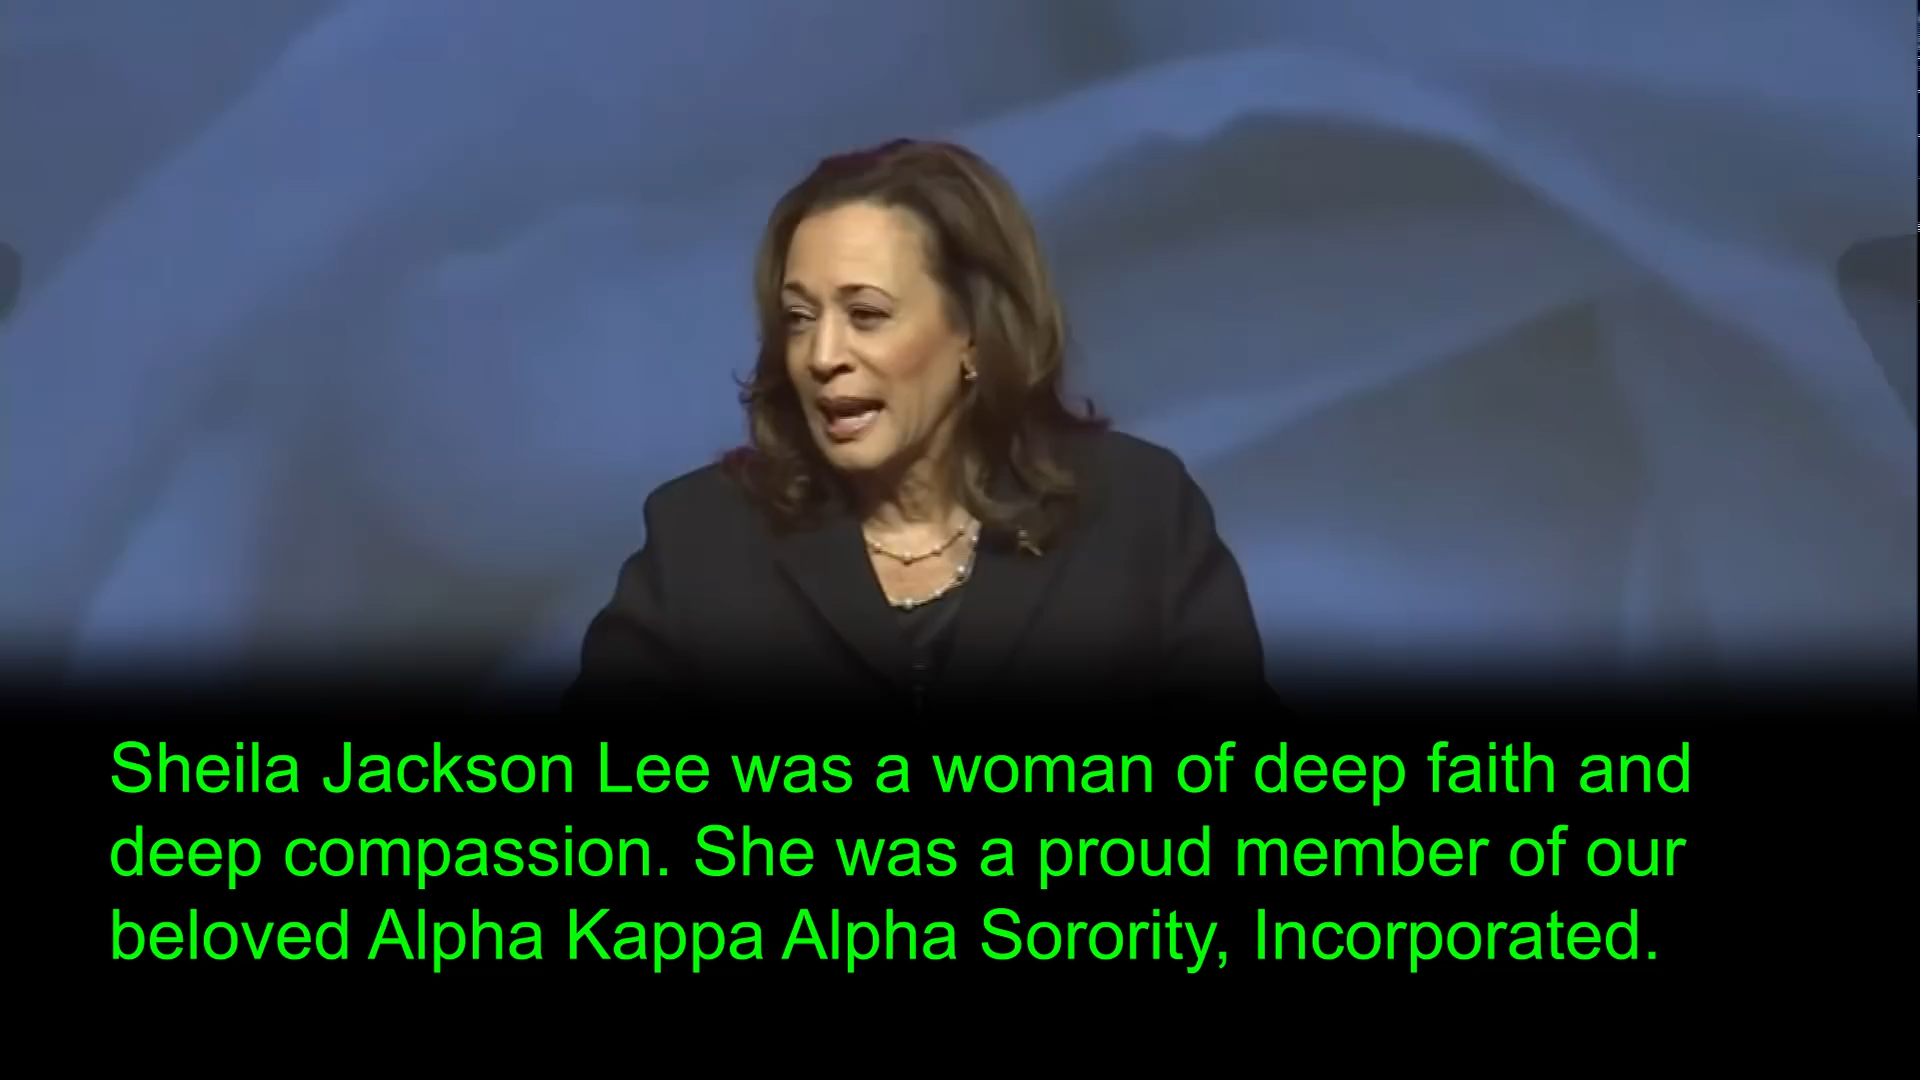 Sheila Jackson Lee was a woman of deep faith and
deep compassion. She was a proud member of our
beloved Alpha Kappa Alpha Sorority, Incorporated.